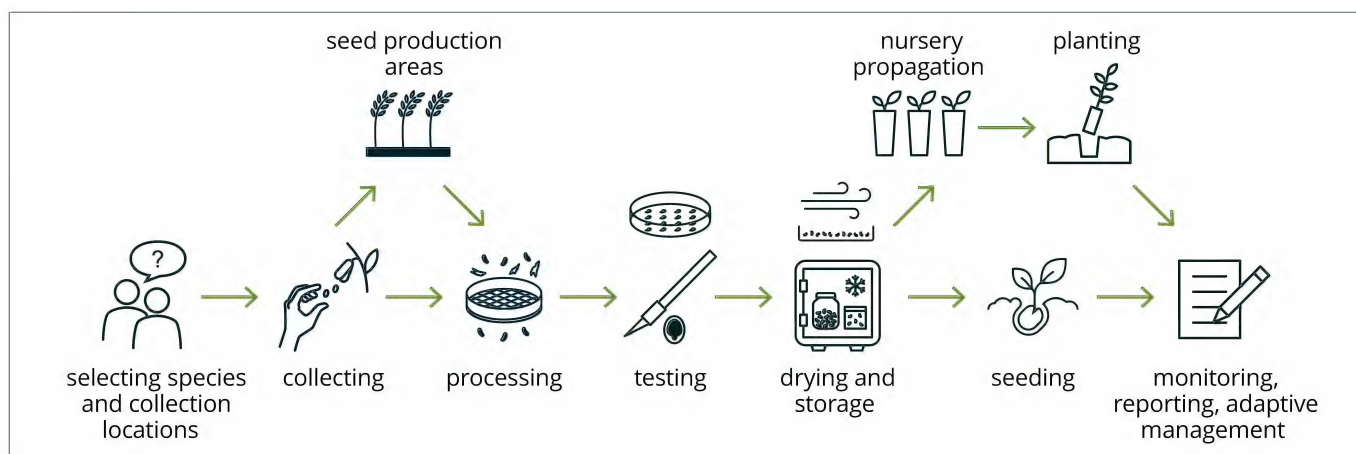 seed production
areas
nursery
propagation
planting
?
selecting species
and collection
locations
collecting
processing
testing
drying and
storage
seeding
monitoring,
reporting, adaptive
management